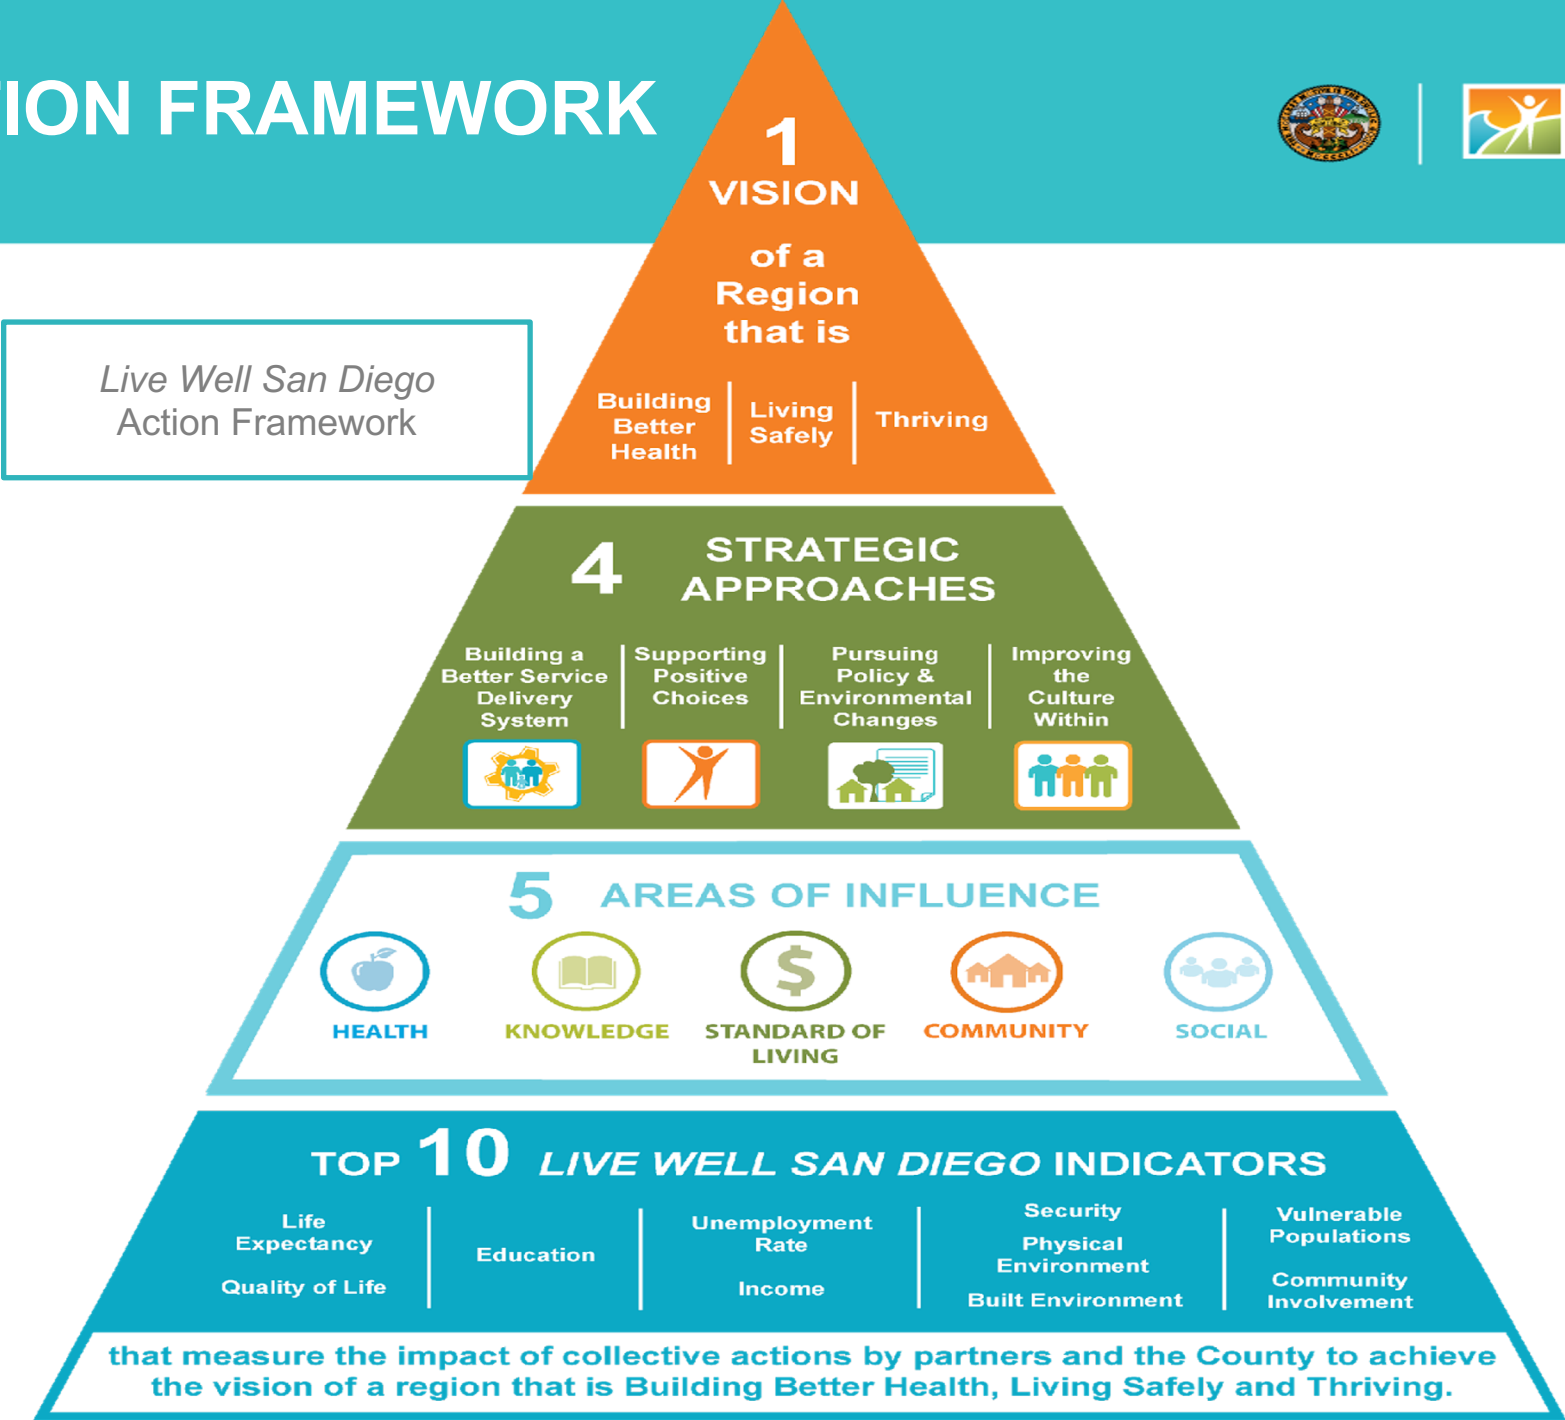 TION FRAMEWORK
1
VISION
of a
Region
that is
Building
Better
Health
Living
Safely
Thriving
Live Well San Diego
Action Framework
4
STRATEGIC
APPROACHES
Building a
Better Service
Delivery
System
Supporting
Positive
Choices
Pursuing
Policy &
Environmental
Changes
Improving
the
Culture
Within
5 AREAS OF INFLUENCE
HEALTH
KNOWLEDGE
STANDARD OF
LIVING
COMMUNITY
SOCIAL
TOP 10 LIVE WELL SAN DIEGO INDICATORS
Life
Expectancy
Quality of Life
Education
Unemployment
Rate
Income
Security
Physical
Environment
Built Environment
Vulnerable
Populations
Community
Involvement
that measure the impact of collective actions by partners and the County to achieve
the vision of a region that is Building Better Health, Living Safely and Thriving.